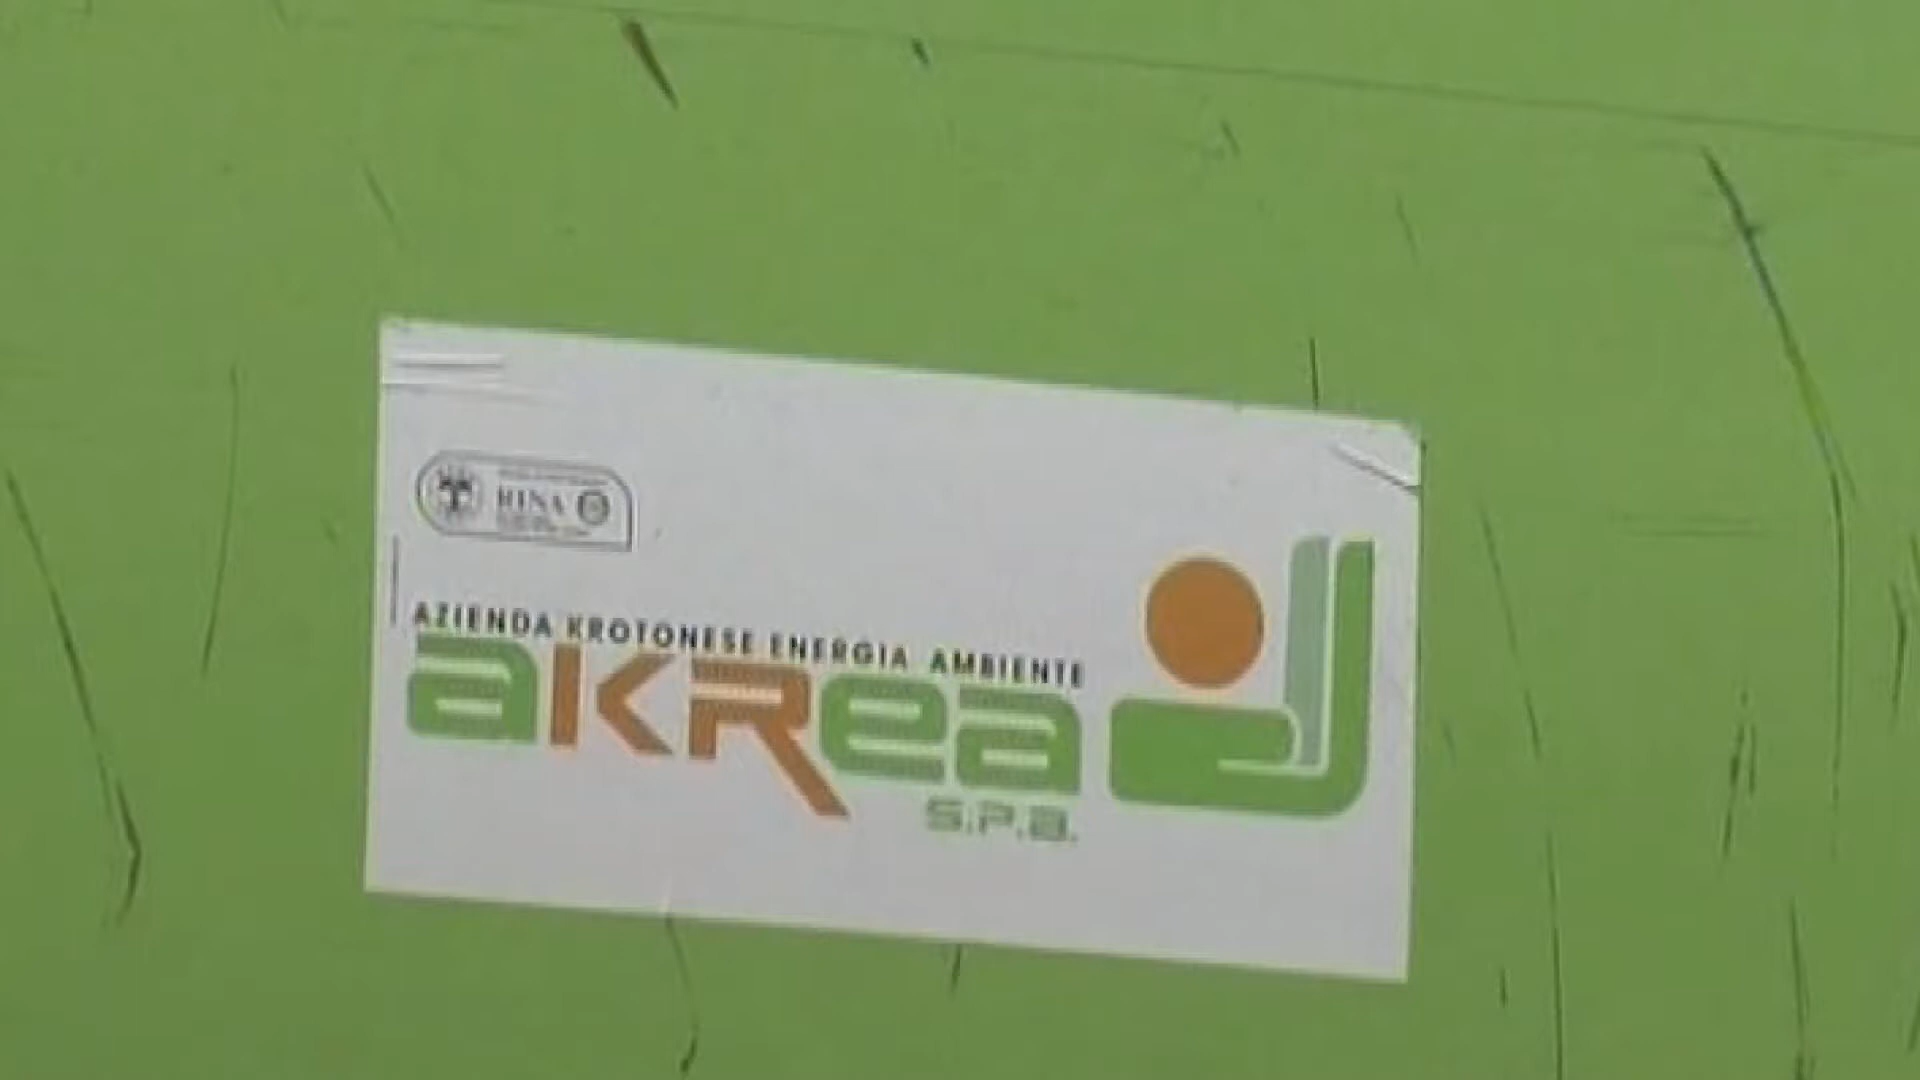 RINA
AZIENDA KROTONESE ENERGIA AMBIENTE
aKRea
S.P.a.